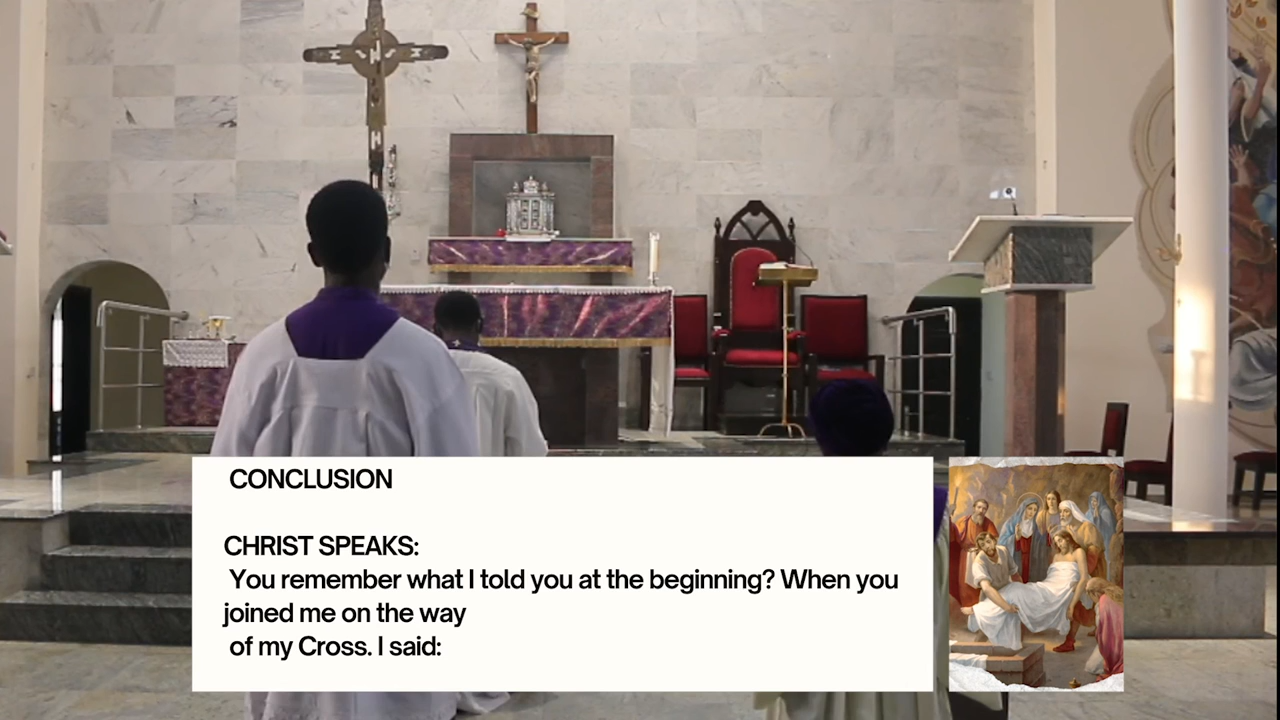 CONCLUSION
CHRIST SPEAKS:
You remember what I told you at the beginning? When you
joined me on the way
of my Cross. I said: